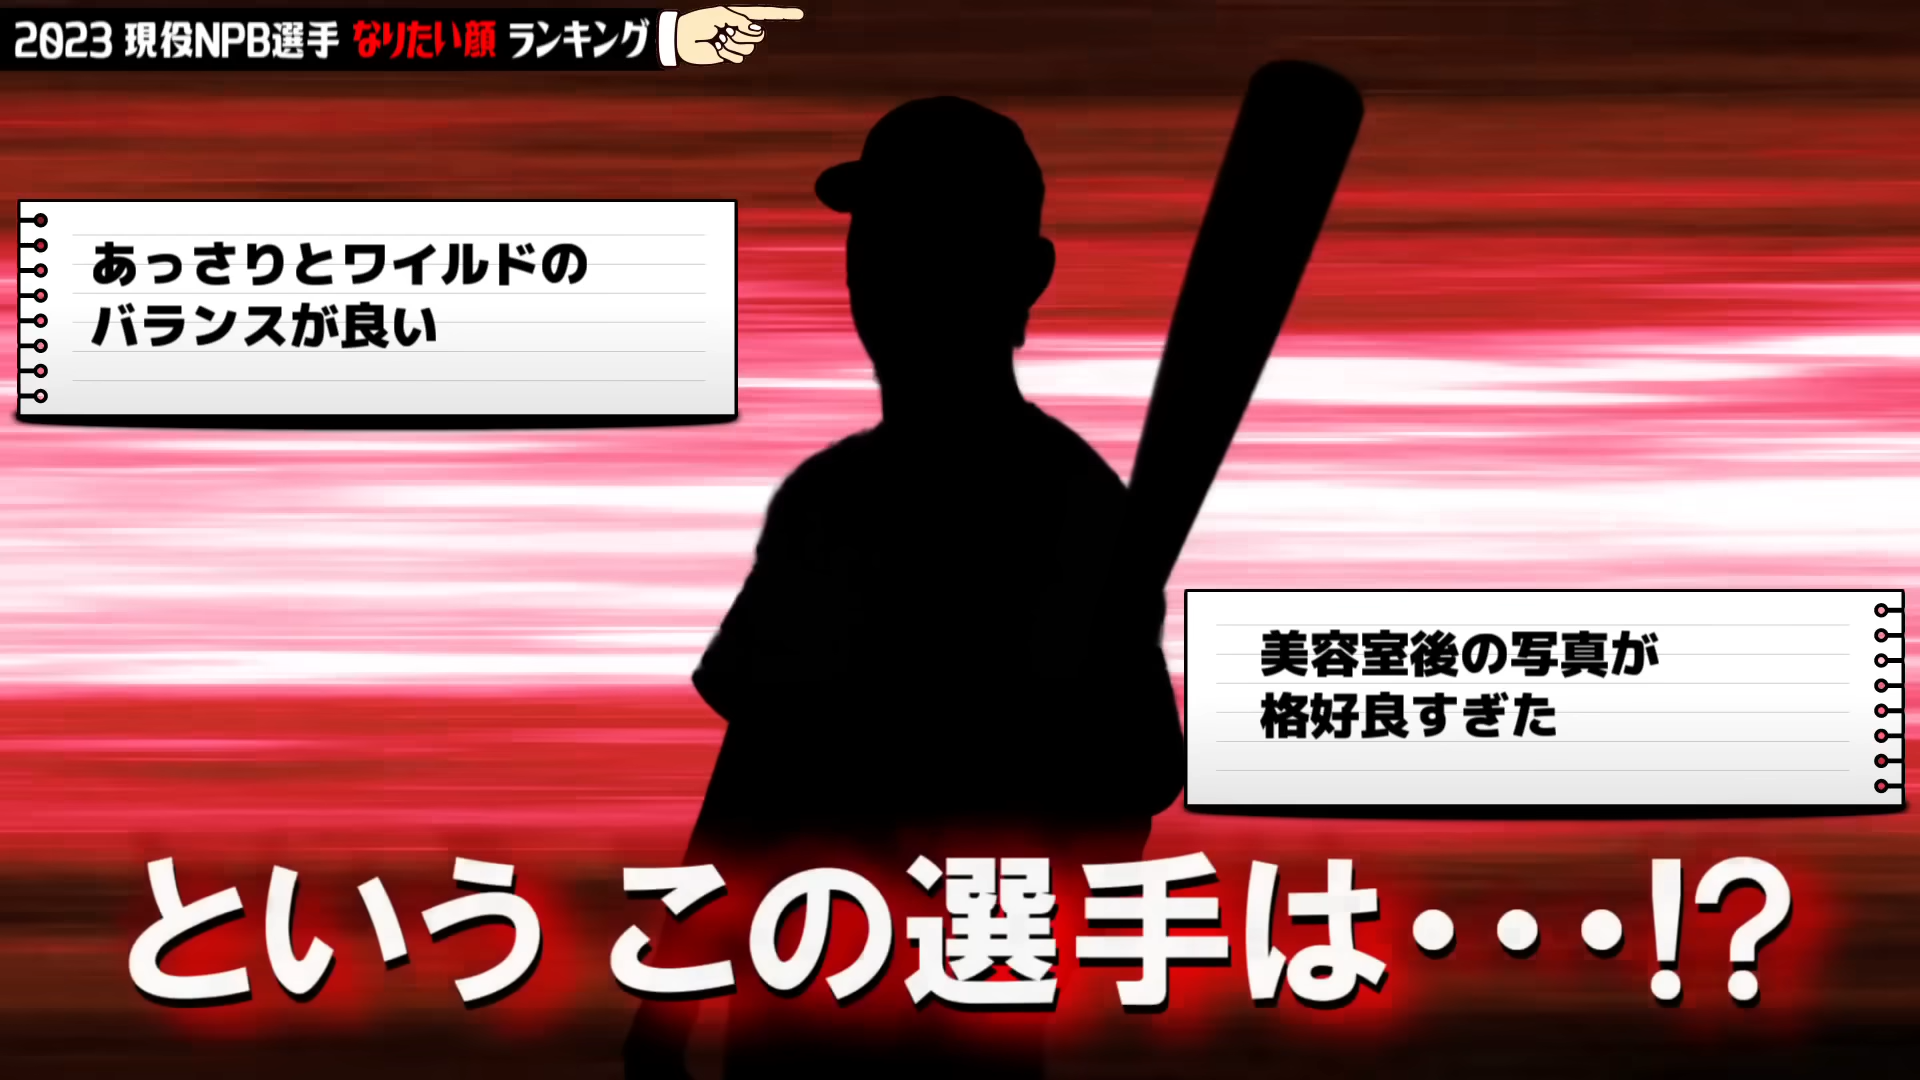 2023 現役NPB選手 なりたい顔 ランキング
あっさりとワイルドの
バランスが良い
美容室後の写真が
格好良すぎた
という この選手は・・・!?